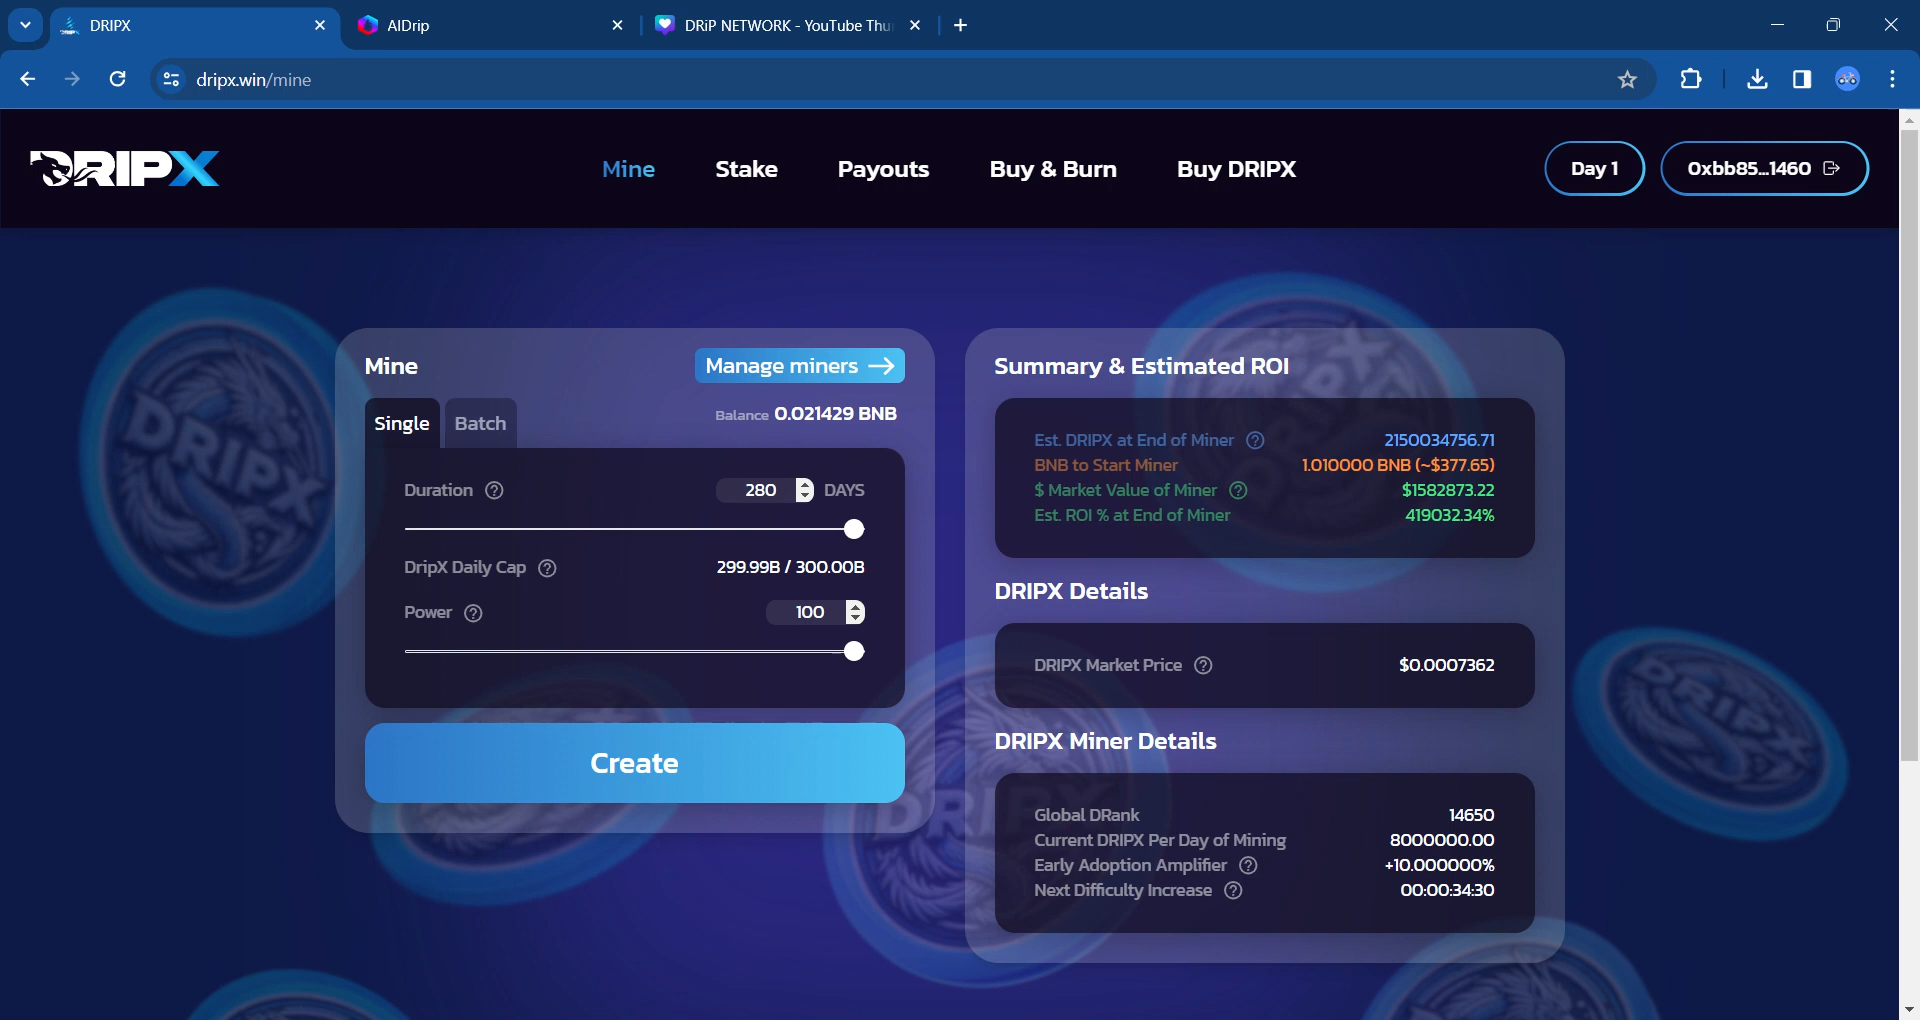 DRIPX
AIDrip
DRiP NETWORK - YouTube Thu
dripx.win/mine
DRIPX
Mine
Stake
Payouts
Buy & Burn
Buy DRIPX
Day 1
0xbb85...1460
Mine
Manage miners
Single
Batch
Balance 0.021429 BNB
Duration ? 280 DAYS
DripX Daily Cap ? 299.99B / 300.00B
Power ? 100
Create
Summary & Estimated ROI
Est. DRIPX at End of Miner ? 2150034756.71
BNB to Start Miner 1.010000 BNB (~$377.65)
$ Market Value of Miner ? $1582873.22
Est. ROI % at End of Miner 419032.34%
DRIPX Details
DRIPX Market Price ? $0.0007362
DRIPX Miner Details
Global DRank 14650
Current DRIPX Per Day of Mining 8000000.00
Early Adoption Amplifier ? +10.000000%
Next Difficulty Increase ? 00:00:34:30
DRIPX
DRIPX
DRIPX
DRIPX